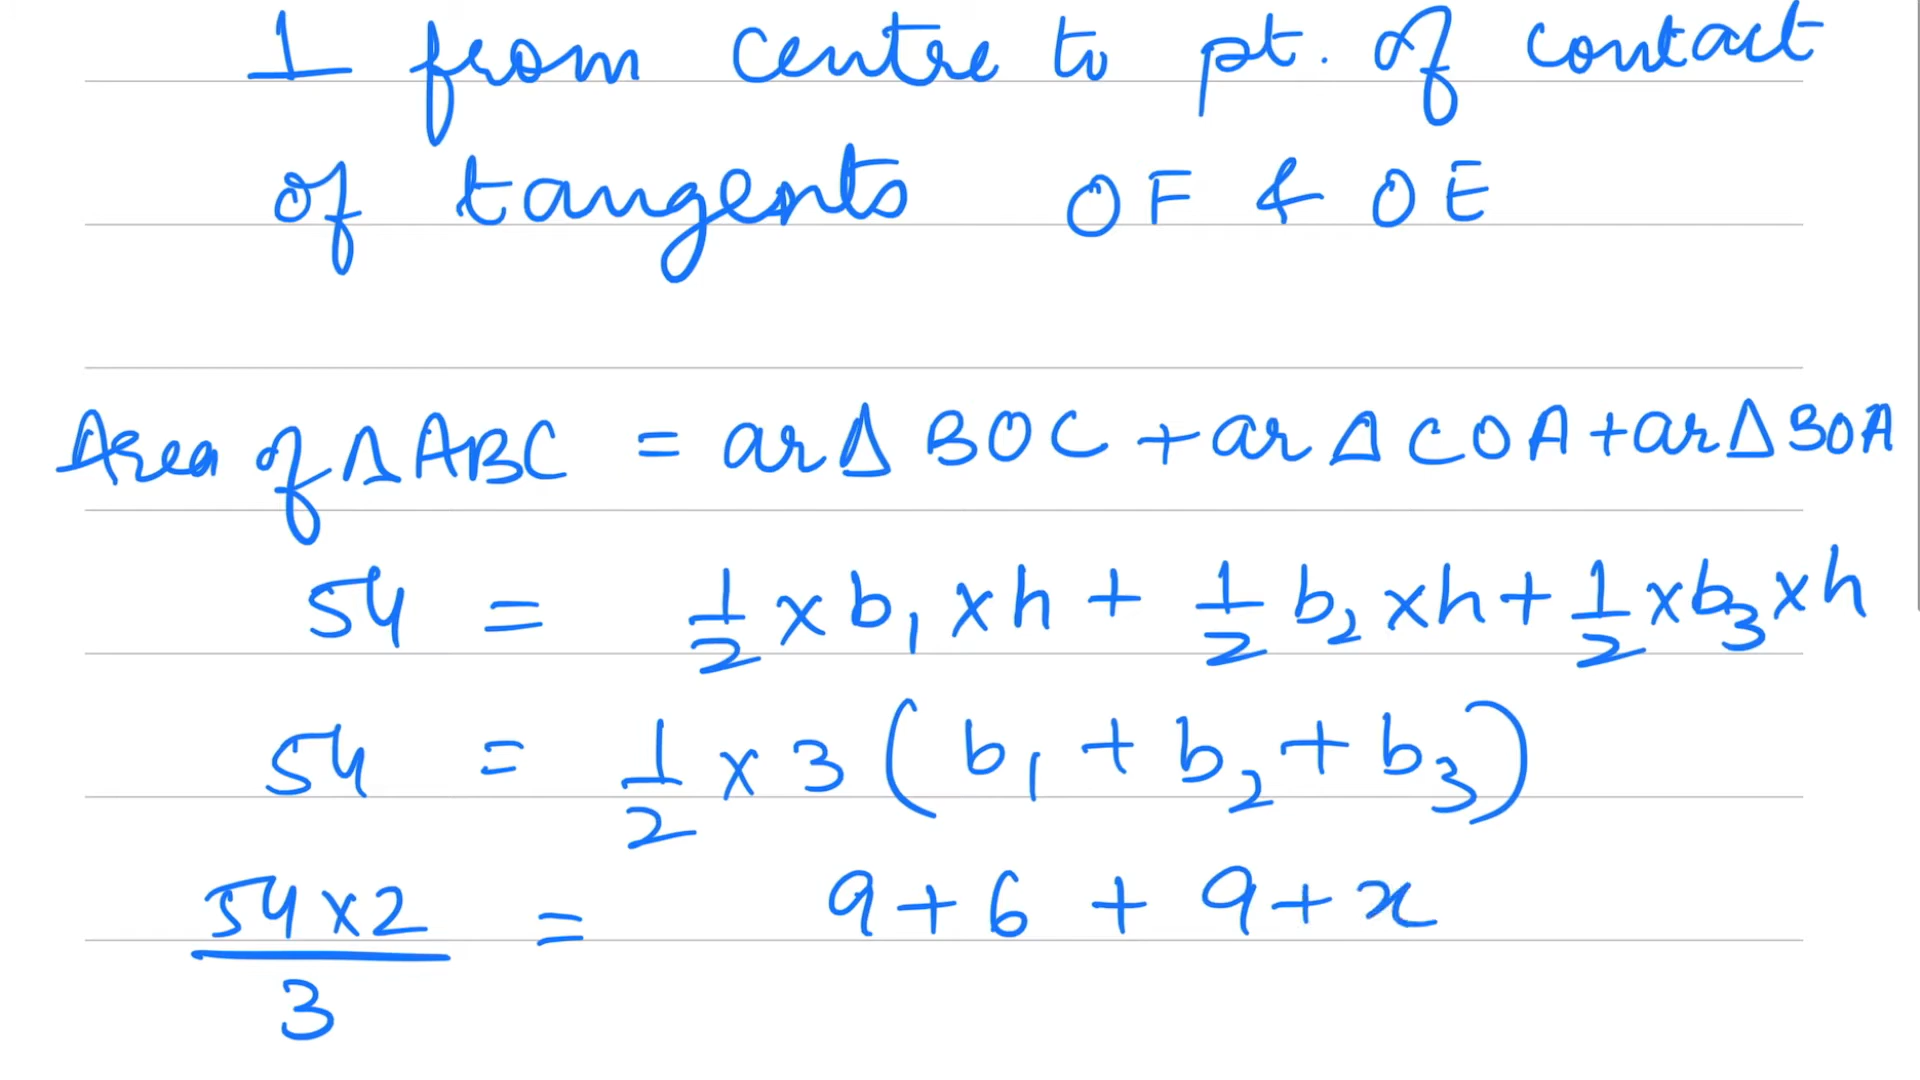 ⊥ from centre to pt. of contact
of tangents OF & OE
Area of Δ ABC = ar Δ BOC + ar Δ COA + ar Δ BOA
54 = 1/2 × b₁ × h + 1/2 b₂ × h + 1/2 × b₃ × h
54 = 1/2 × 3 ( b₁ + b₂ + b₃ )
54 × 2 / 3 = 9 + 6 + 9 + x